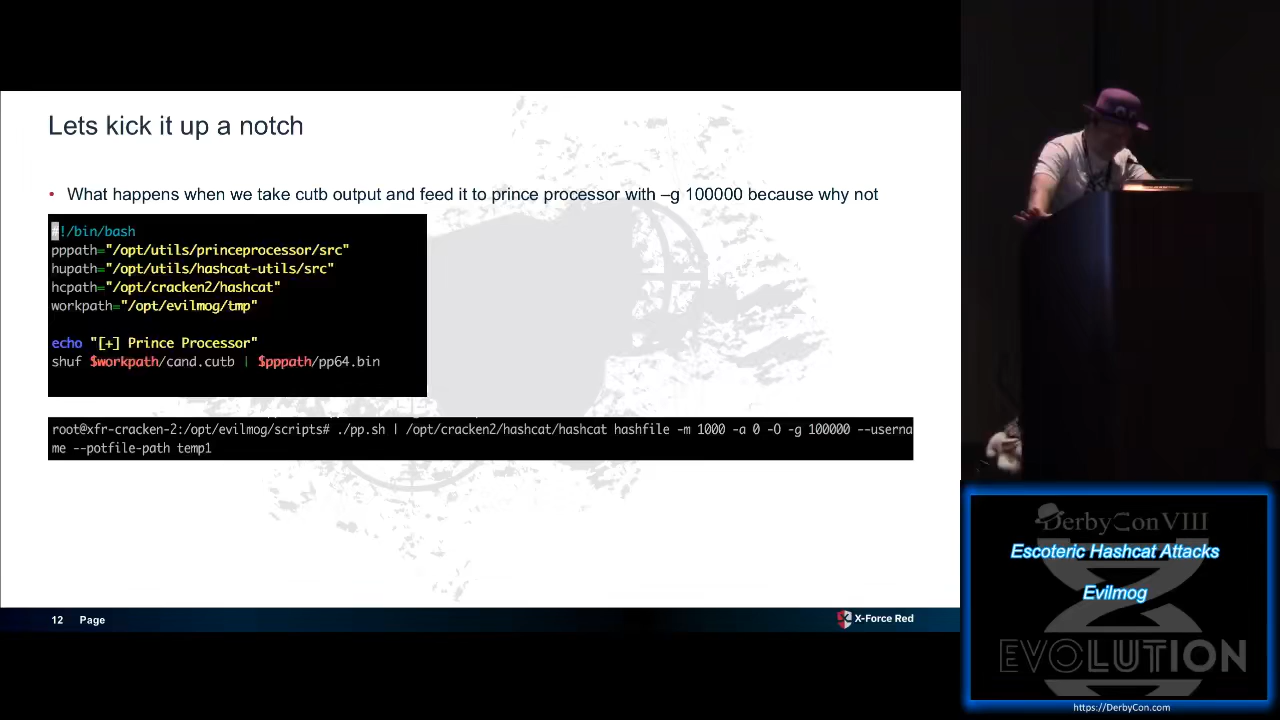 Lets kick it up a notch
• What happens when we take cutb output and feed it to prince processor with –g 100000 because why not
#!/bin/bash
pppath="/opt/utils/princeprocessor/src"
hupath="/opt/utils/hashcat-utils/src"
hcpath="/opt/cracken2/hashcat"
workpath="/opt/evilmog/tmp"
echo "[+] Prince Processor"
shuf $workpath/cand.cutb | $pppath/pp64.bin
root@xfr-cracken-2:/opt/evilmog/scripts# ./pp.sh | /opt/cracken2/hashcat/hashcat hashfile -m 1000 -a 0 -O -g 100000 --userna
me --potfile-path temp1
12 Page
X-Force Red
DerbyCon VIII
Escoteric Hashcat Attacks
Evilmog
EVOLUTION
https://DerbyCon.com